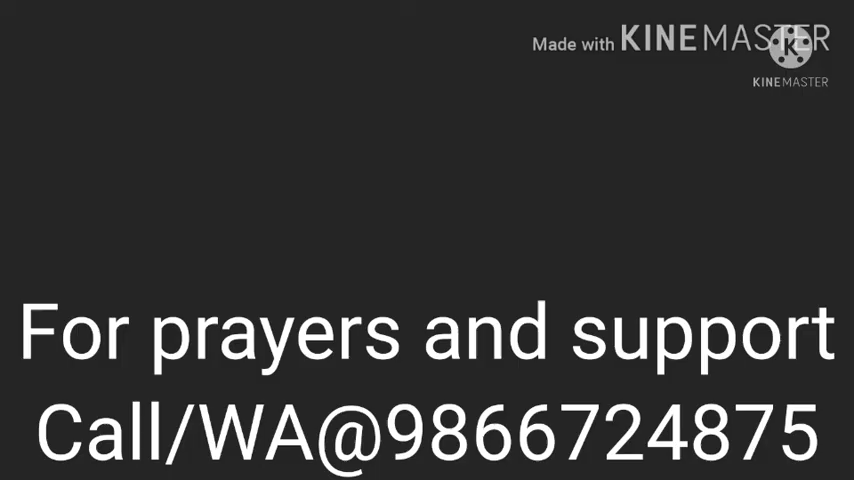 Made with KINEMASTER
KINEMASTER
For prayers and support
Call/WA@9866724875